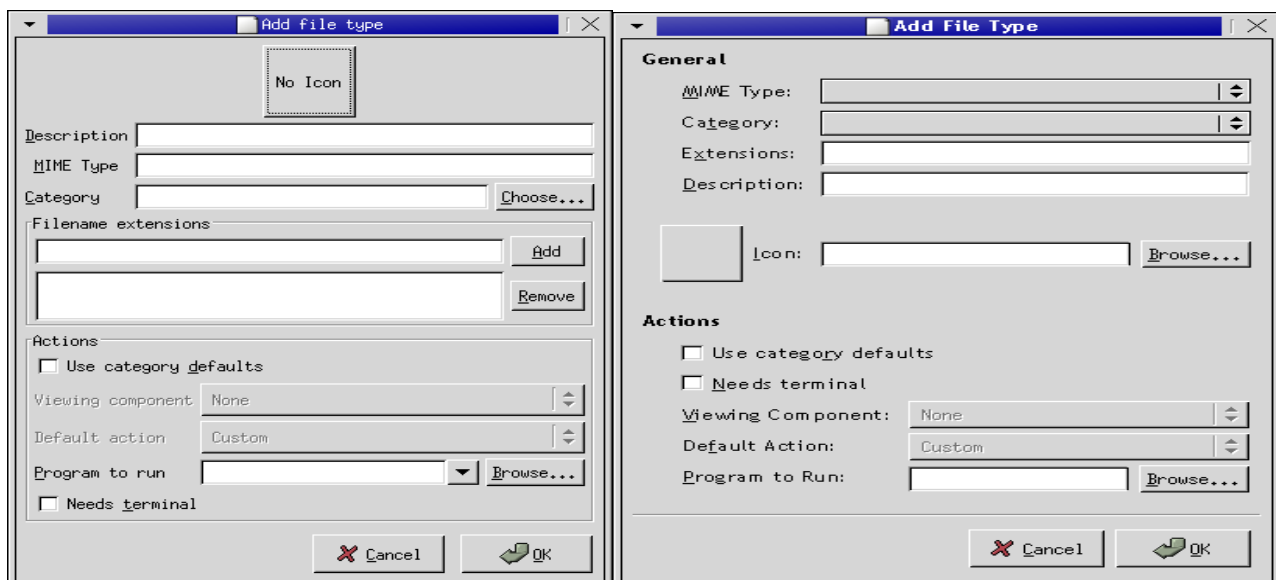 Add file type
No Icon
Description
MIME Type
Category Choose...
Filename extensions
Add
Remove
Actions
Use category defaults
Viewing component None
Default action Custom
Program to run Browse...
Needs terminal
Cancel OK
Add File Type
General
MIME Type:
Category:
Extensions:
Description:
Icon: Browse...
Actions
Use category defaults
Needs terminal
Viewing Component: None
Default Action: Custom
Program to Run: Browse...
Cancel OK